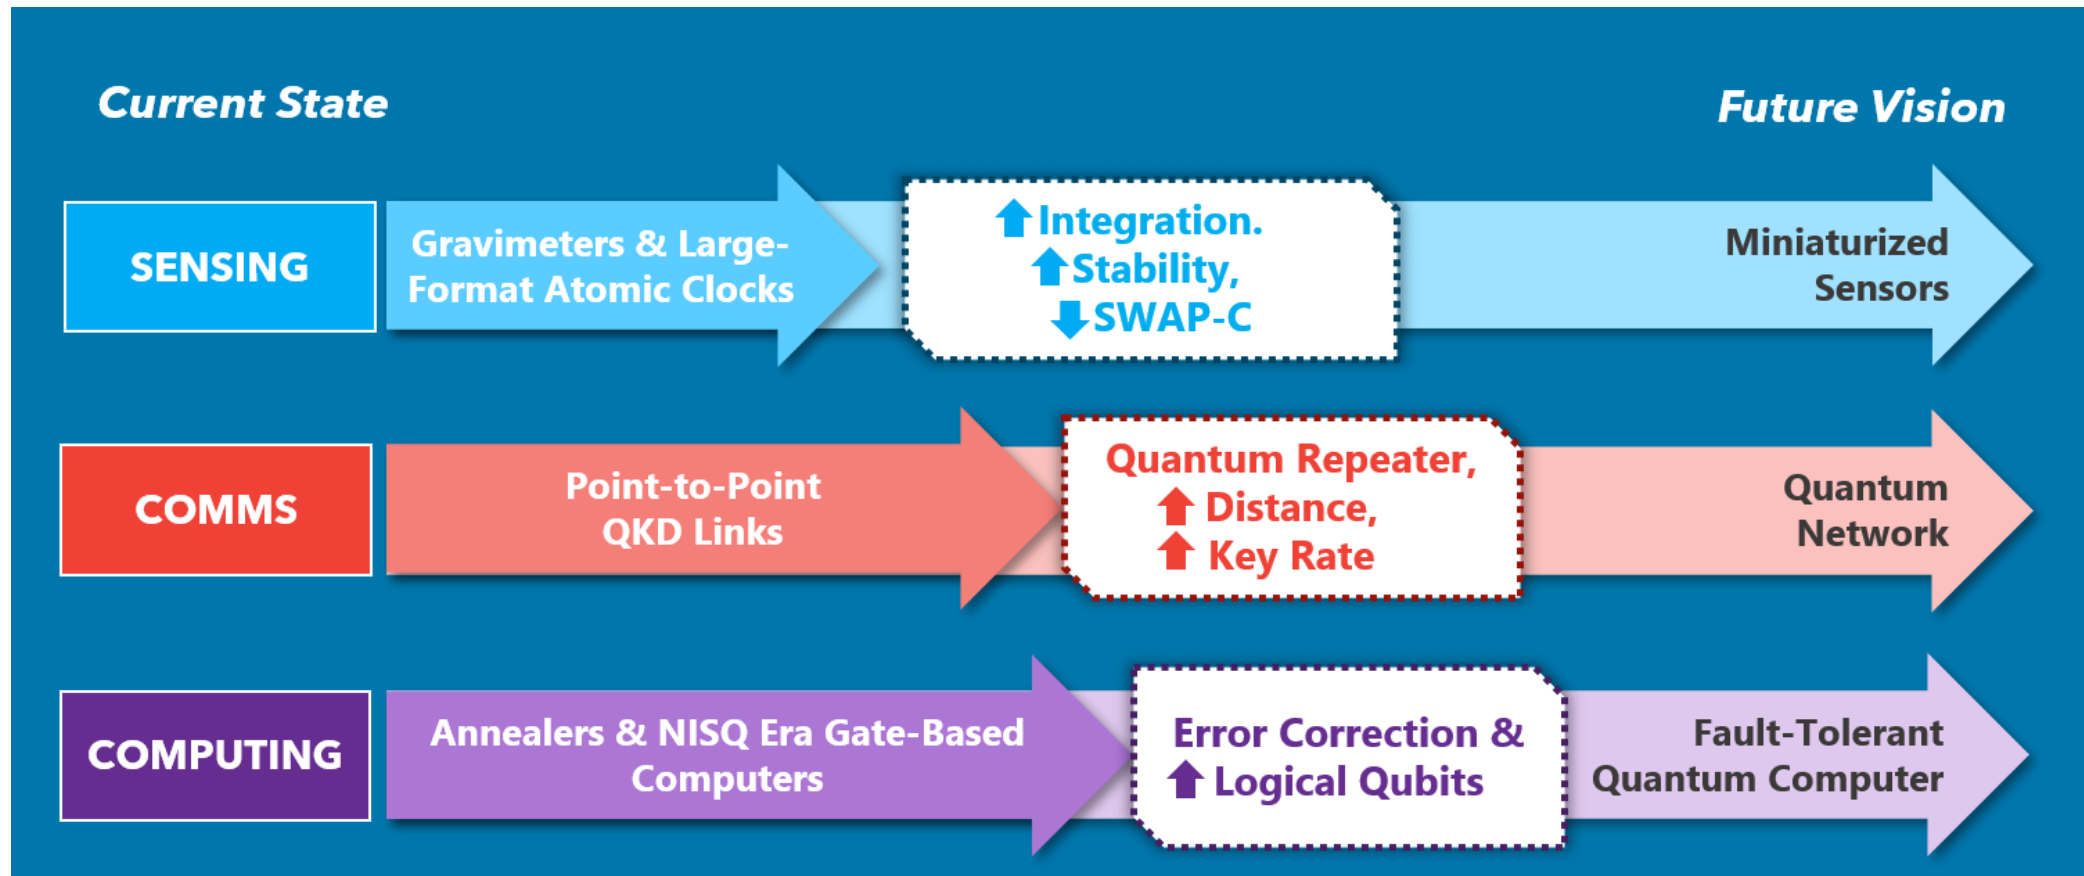 Current State
Future Vision
SENSING
Gravimeters & Large-
Format Atomic Clocks
Integration.
Stability,
SWAP-C
Miniaturized
Sensors
COMMS
Point-to-Point
QKD Links
Quantum Repeater,
Distance,
Key Rate
Quantum
Network
COMPUTING
Annealers & NISQ Era Gate-Based
Computers
Error Correction &
Logical Qubits
Fault-Tolerant
Quantum Computer